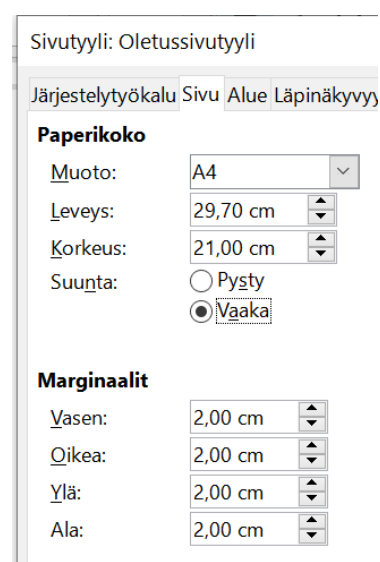 Sivutyyli: Oletussivutyyli
Järjestelytyökalu Sivu Alue Läpinäkyvyy
Paperikoko
Muoto: A4
Leveys: 29,70 cm
Korkeus: 21,00 cm
Suunta: Pysty
Vaaka
Marginaalit
Vasen: 2,00 cm
Oikea: 2,00 cm
Ylä: 2,00 cm
Ala: 2,00 cm